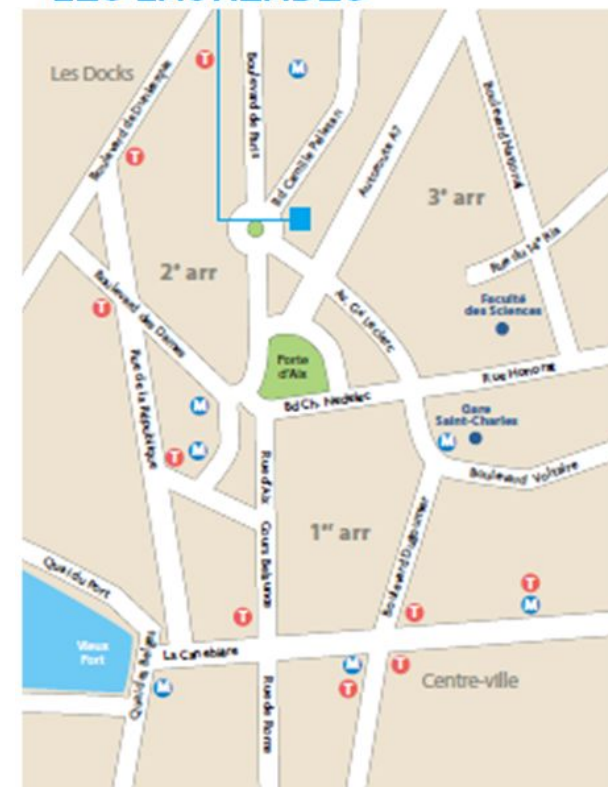 Les Docks
T
M
Boulevard de Dunkerque
Boulevard de Paris
Bd Camille Pelletan
Autoroute A7
Boulevard National
T
3e arr
Rue du 141e Ria
2e arr
Boulevard des Dames
T
Av. Gal Leclerc
Faculté
des Sciences
Rue de la République
Porte
d'Aix
Rue Honorat
Bd Ch. Nedelec
M
Gare
Saint-Charles
M
T
M
Rue d'Aix
Boulevard Voltaire
1er arr
Cours Belsunce
Boulevard Dugommier
Quai du Port
T
M
T
T
Vieux
Port
Quai des Belges
La Canebière
M
M
T
T
Rue de Rome
Centre-ville